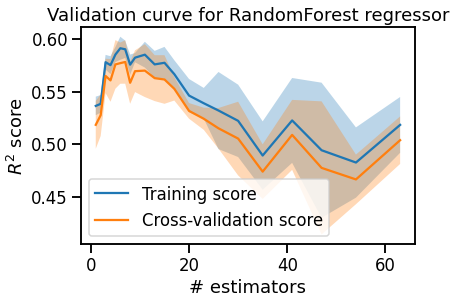 Validation curve for RandomForest regressor
R² score
0.60
0.55
0.50
0.45
Training score
Cross-validation score
0
20
40
60
# estimators